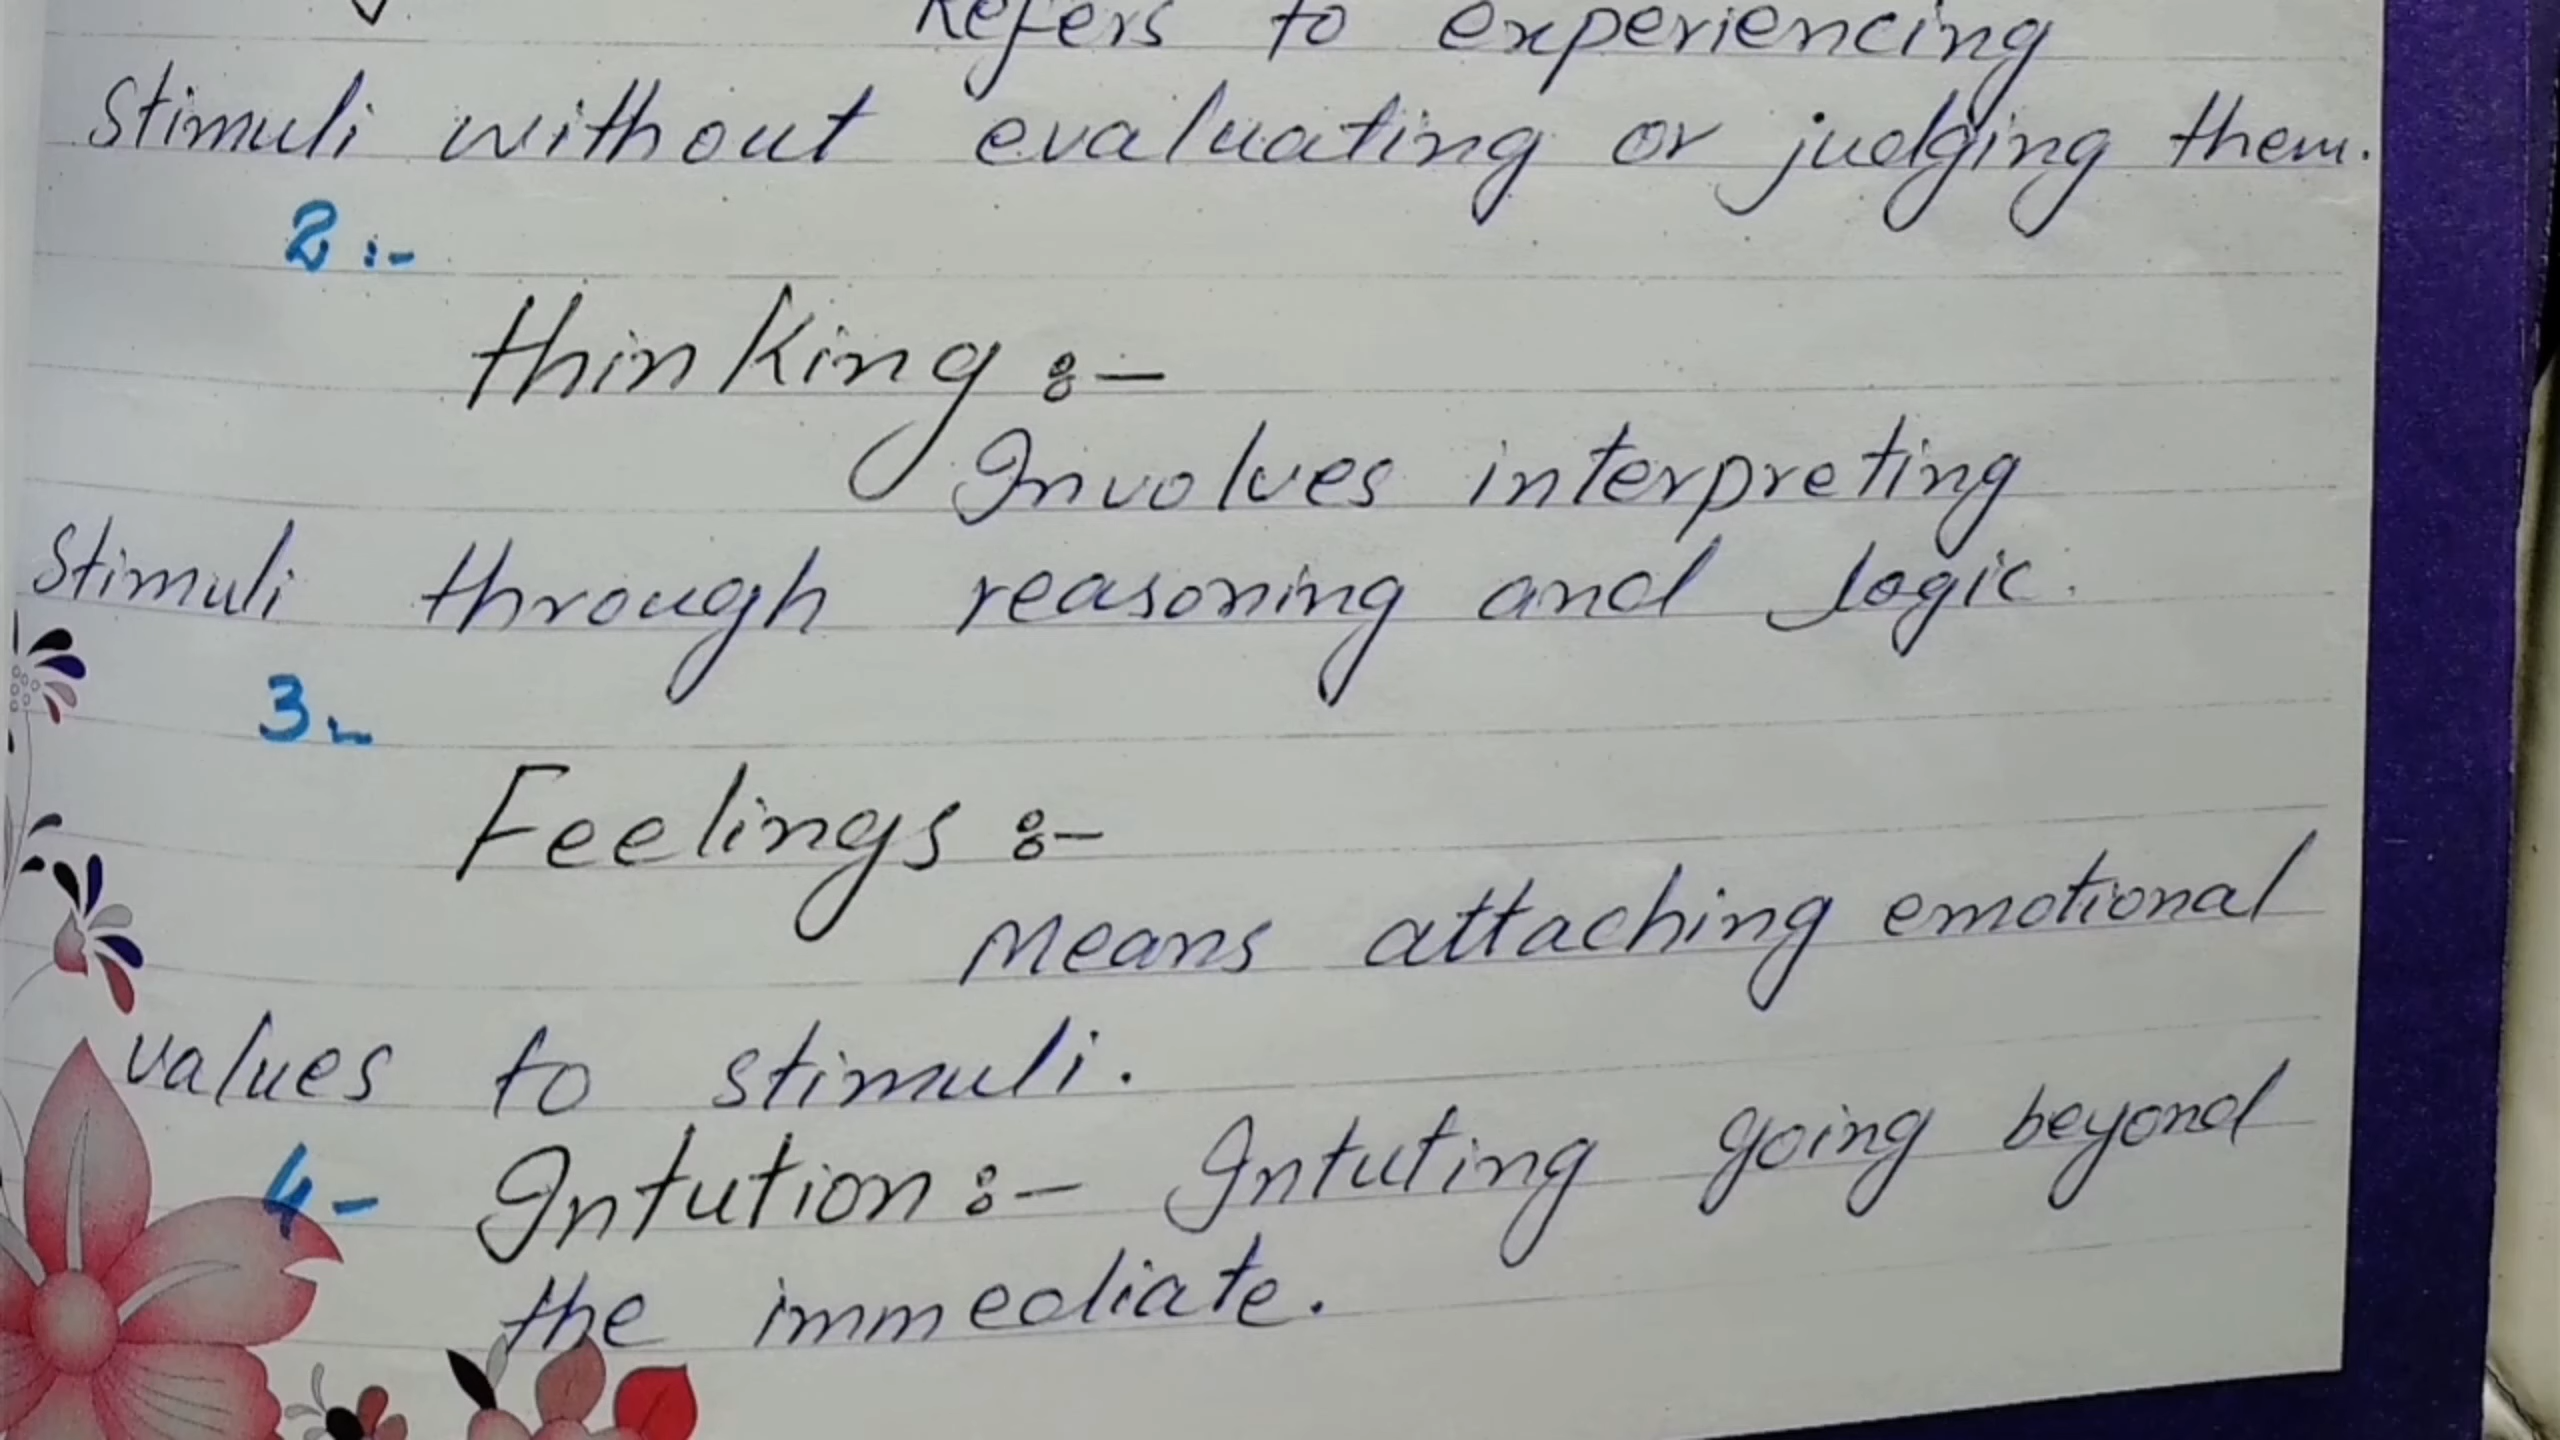 Refers to experiencing
Stimuli without evaluating or judging them.
2:-
thinking :-
Involves interpreting
Stimuli through reasoning and logic.
3:-
Feelings :-
Means attaching emotional
values to stimuli.
4- Intution :- Intuting going beyond
the immediate.